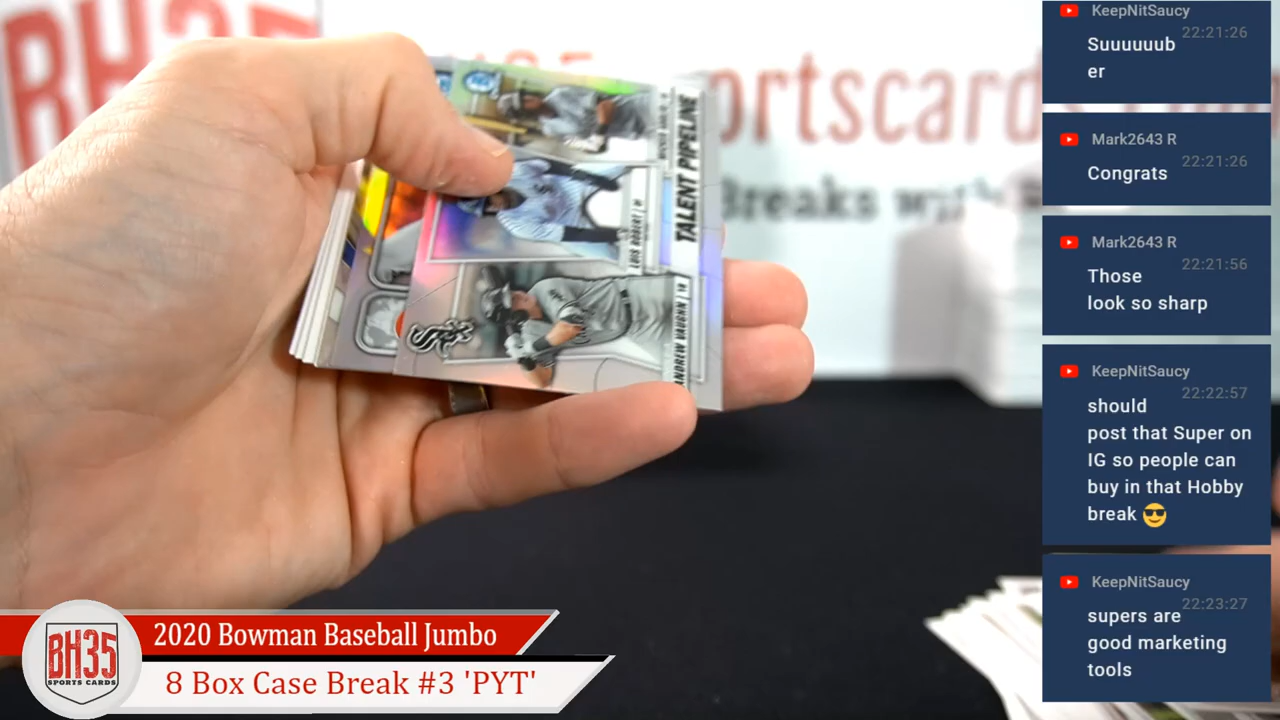 BH35
sportscards
Breaks with
TALENT PIPELINE
LUIS ROBERT
ANDREW VAUGHN
Sox
KeepNitSaucy
22:21:26
Suuuuuub
er
Mark2643 R
22:21:26
Congrats
Mark2643 R
22:21:56
Those
look so sharp
KeepNitSaucy
22:22:57
should
post that Super on
IG so people can
buy in that Hobby
break 😎
KeepNitSaucy
22:23:27
supers are
good marketing
tools
BH35
SPORTS CARDS
2020 Bowman Baseball Jumbo
8 Box Case Break #3 'PYT'